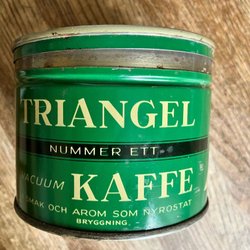 TRIANGEL
NUMMER ETT
VACUUM KAFFE
SMAK OCH AROM SOM NYROSTAT
BRYGGNING.